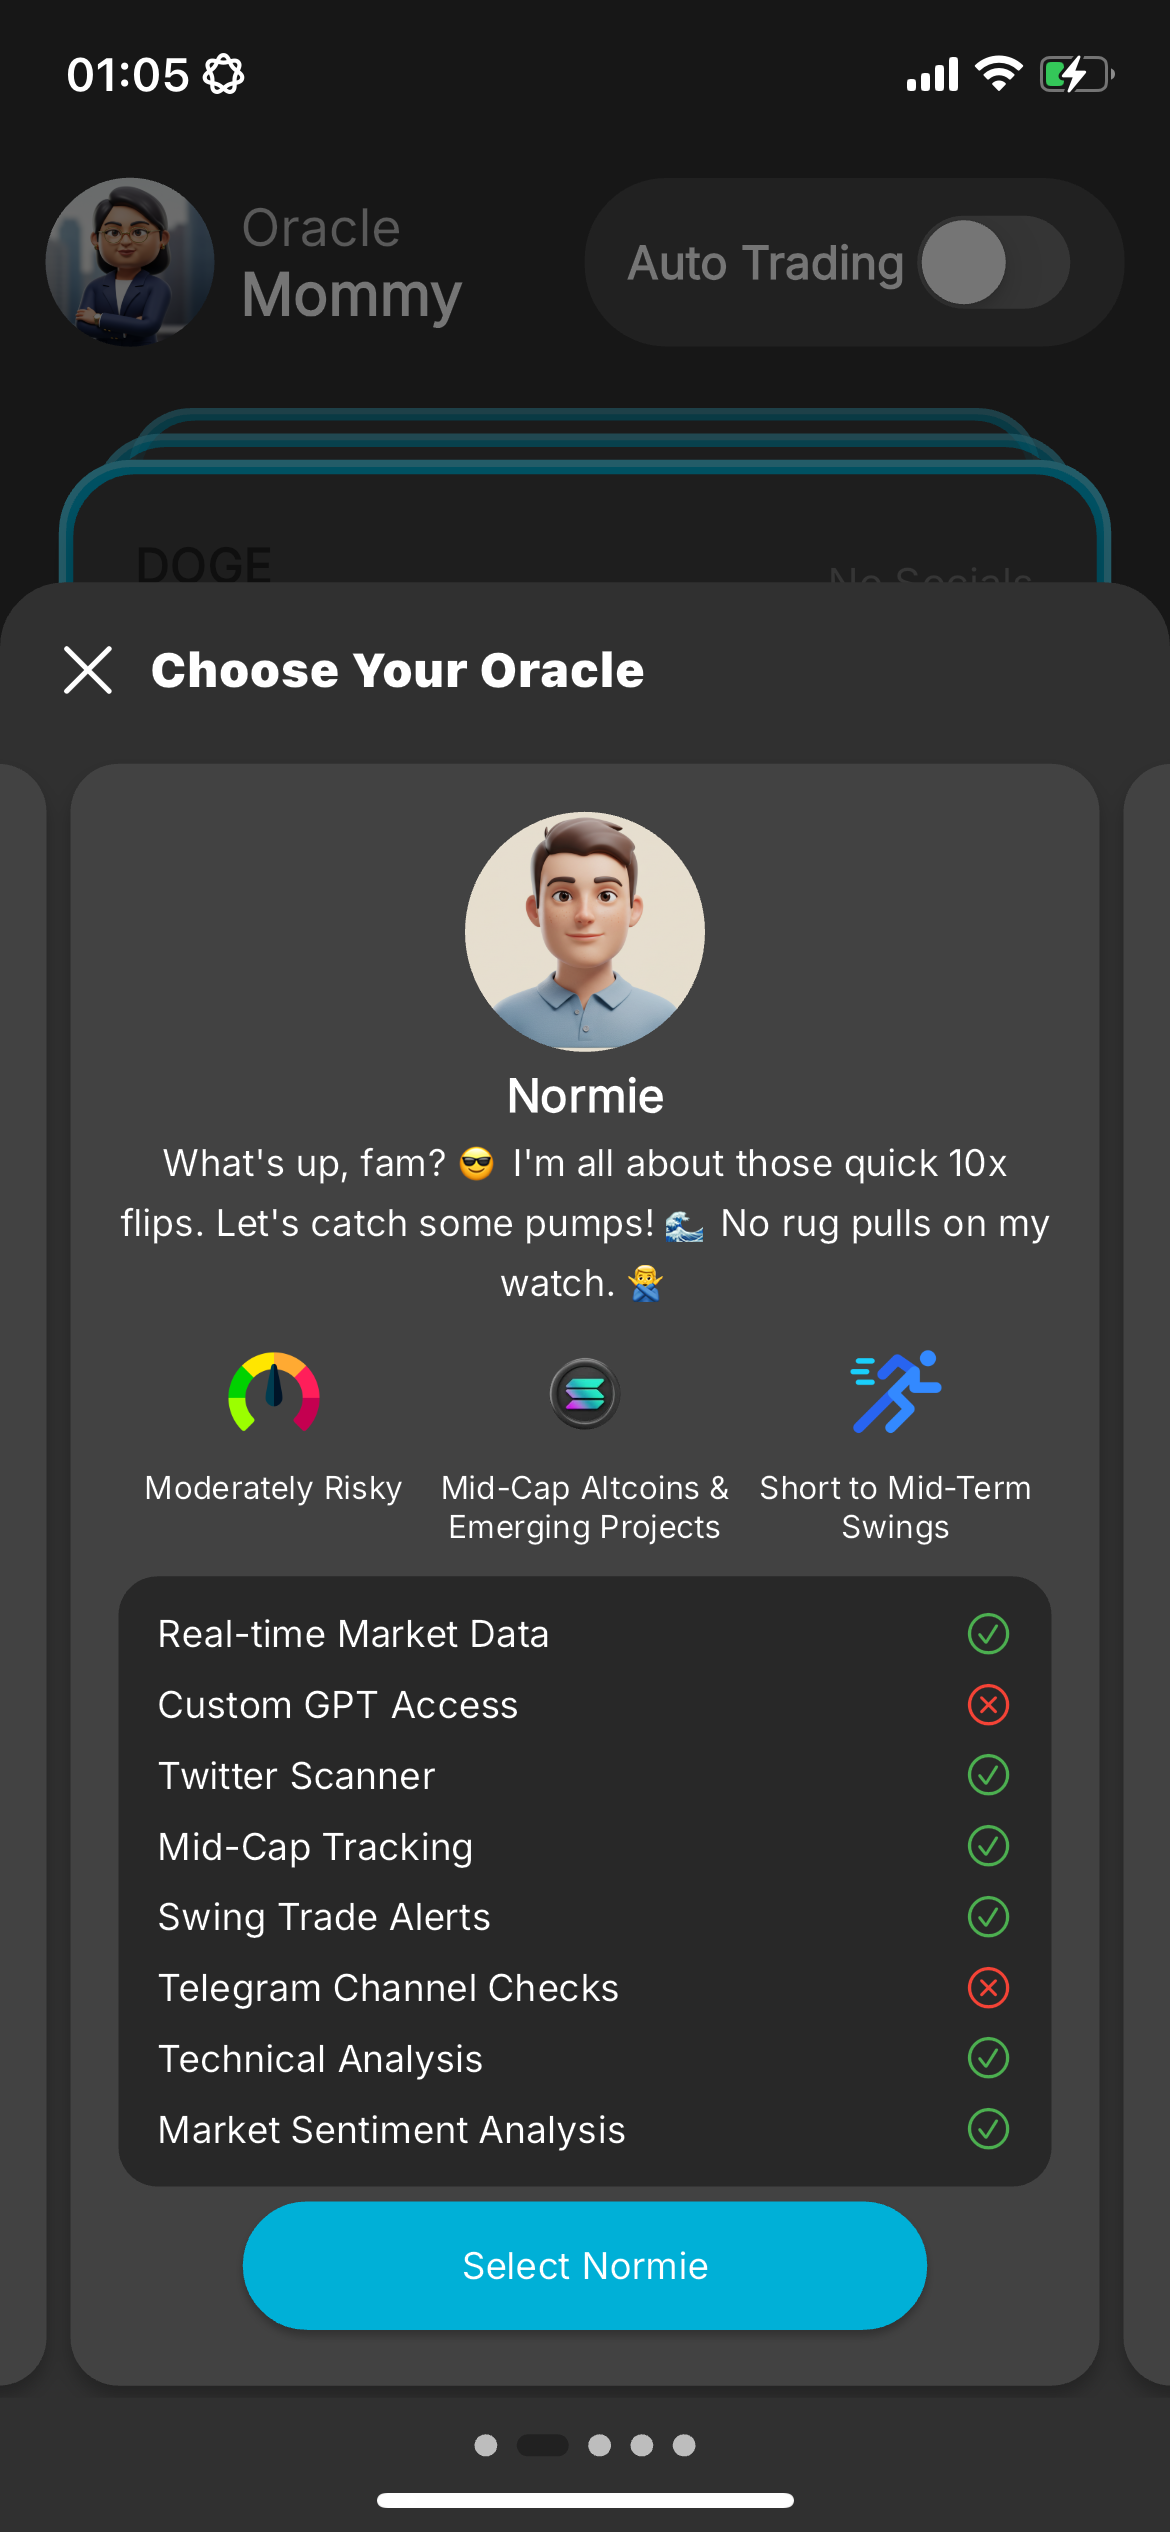 01:05
Oracle
Mommy
Auto Trading
DOGE
No Socials
Choose Your Oracle
Normie
What's up, fam? 😎 I'm all about those quick 10x
flips. Let's catch some pumps! 🌊 No rug pulls on my
watch. 🙅‍♂️
Moderately Risky
Mid-Cap Altcoins &
Emerging Projects
Short to Mid-Term
Swings
Real-time Market Data
Custom GPT Access
Twitter Scanner
Mid-Cap Tracking
Swing Trade Alerts
Telegram Channel Checks
Technical Analysis
Market Sentiment Analysis
Select Normie